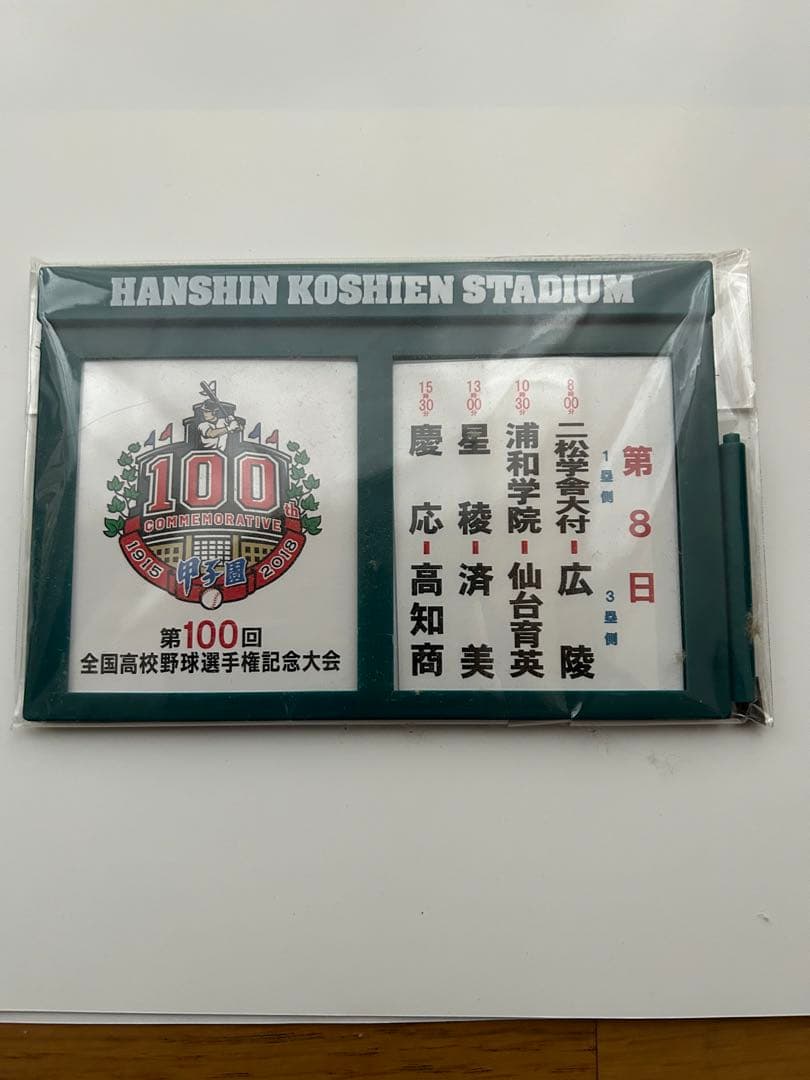 HANSHIN KOSHIEN STADIUM
100th
COMMEMORATIVE
1915 甲子園 2018
第100回
全国高校野球選手権記念大会
第8日
1塁側 3塁側
8時00分 二松学舎大付-広陵
10時30分 浦和学院-仙台育英
13時00分 星稜-済美
15時30分 慶応-高知商